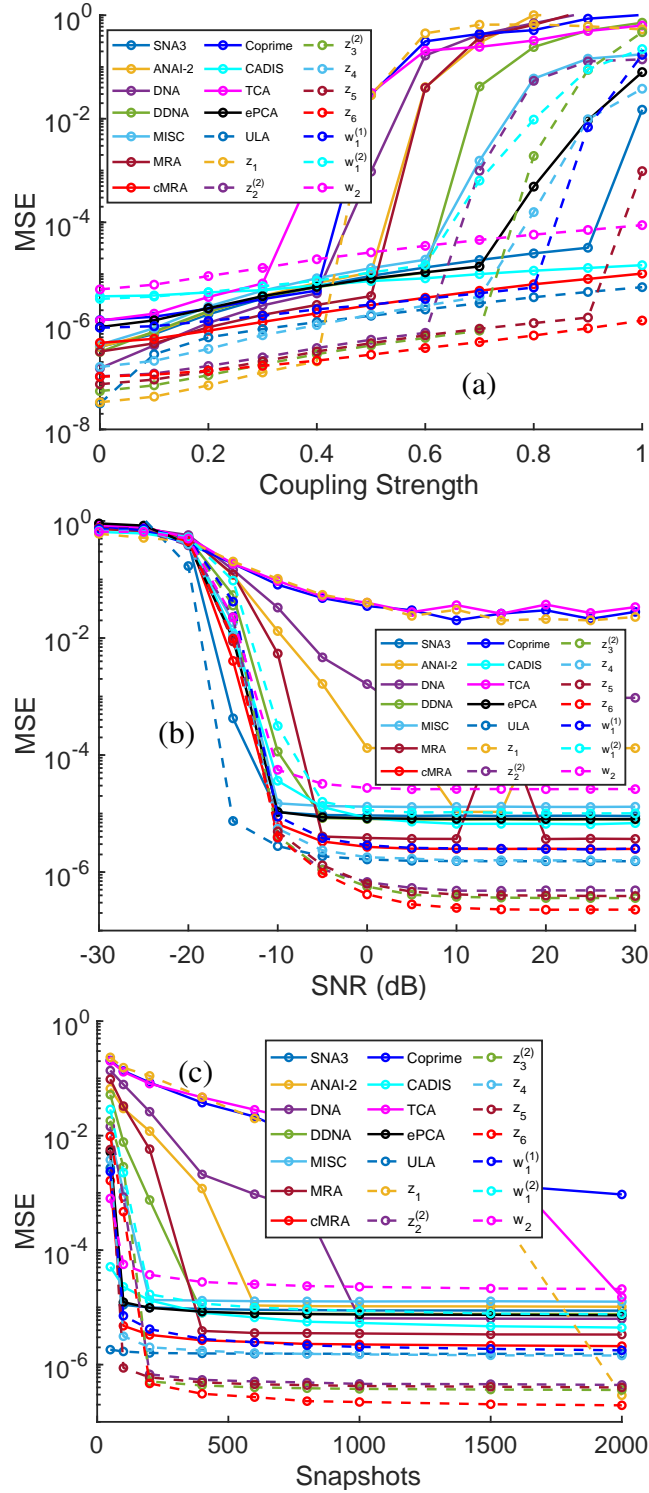 10^0
10^-2
10^-4
10^-6
10^-8
MSE
SNA3 Coprime z_3^(2)
ANAI-2 CADIS z_4
DNA TCA z_5
DDNA ePCA z_6
MISC ULA w_1^(1)
MRA z_1 w_1^(2)
cMRA z_2^(2) w_2
(a)
0 0.2 0.4 0.6 0.8 1
Coupling Strength
10^0
10^-2
10^-4
10^-6
MSE
SNA3 Coprime z_3^(2)
ANAI-2 CADIS z_4
DNA TCA z_5
DDNA ePCA z_6
MISC ULA w_1^(1)
MRA z_1 w_1^(2)
cMRA z_2^(2) w_2
(b)
-30 -20 -10 0 10 20 30
SNR (dB)
10^0
10^-2
10^-4
10^-6
MSE
(c)
SNA3 Coprime z_3^(2)
ANAI-2 CADIS z_4
DNA TCA z_5
DDNA ePCA z_6
MISC ULA w_1^(1)
MRA z_1 w_1^(2)
cMRA z_2^(2) w_2
0 500 1000 1500 2000
Snapshots